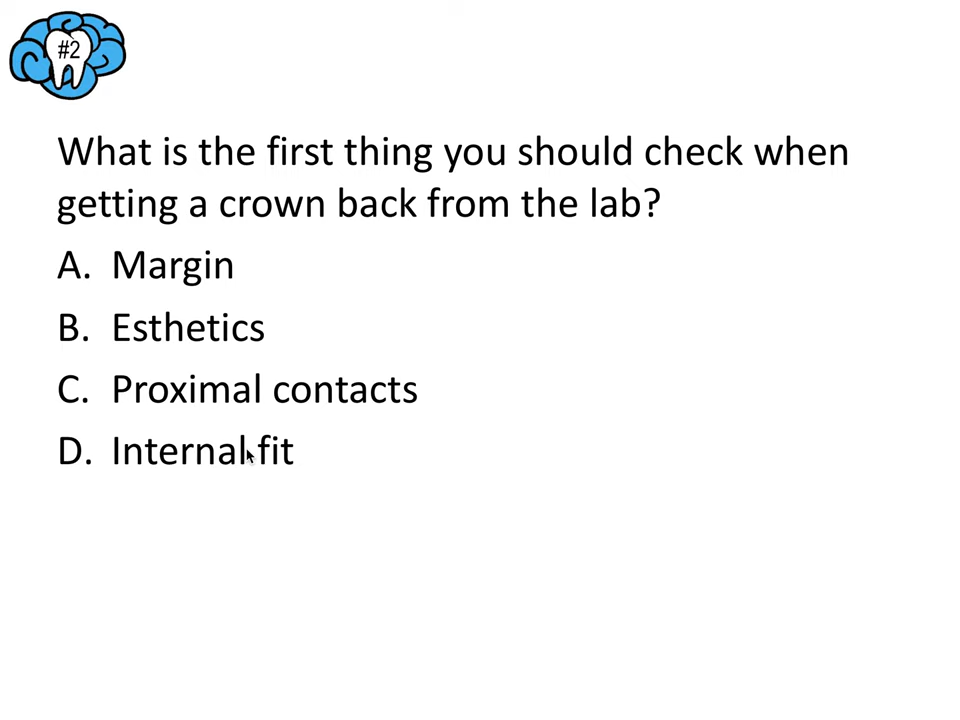 #2
What is the first thing you should check when
getting a crown back from the lab?
A. Margin
B. Esthetics
C. Proximal contacts
D. Internal fit